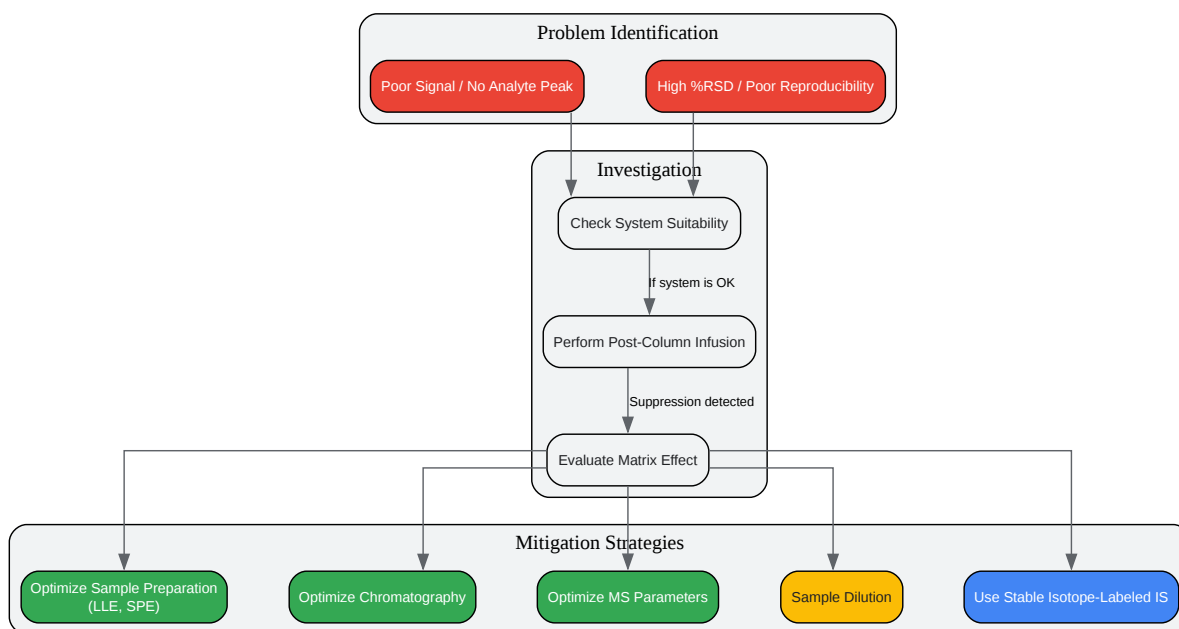 Problem Identification
Poor Signal / No Analyte Peak
High %RSD / Poor Reproducibility
Investigation
Check System Suitability
If system is OK
Perform Post-Column Infusion
Suppression detected
Evaluate Matrix Effect
Mitigation Strategies
Optimize Sample Preparation
(LLE, SPE)
Optimize Chromatography
Optimize MS Parameters
Sample Dilution
Use Stable Isotope-Labeled IS